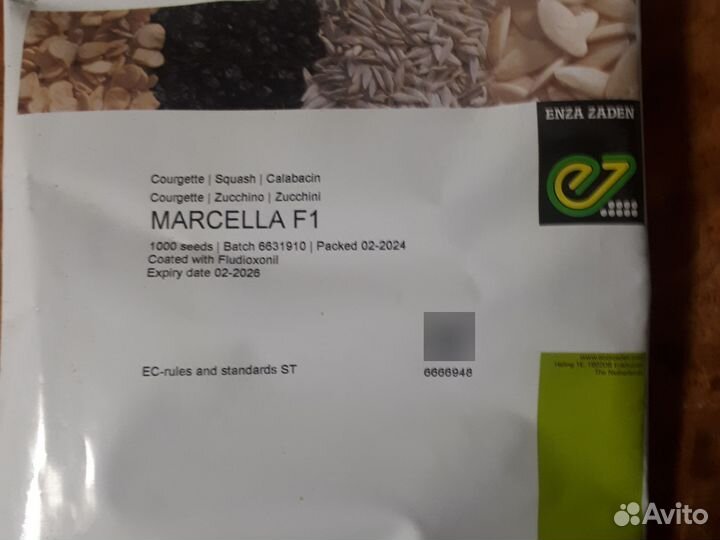 ENZA ZADEN
Courgette | Squash | Calabacin
Courgette | Zucchino | Zucchini
MARCELLA F1
1000 seeds | Batch 6631910 | Packed 02-2024
Coated with Fludioxonil
Expiry date 02-2026
EC-rules and standards ST
6666948
The Netherlands
Avito